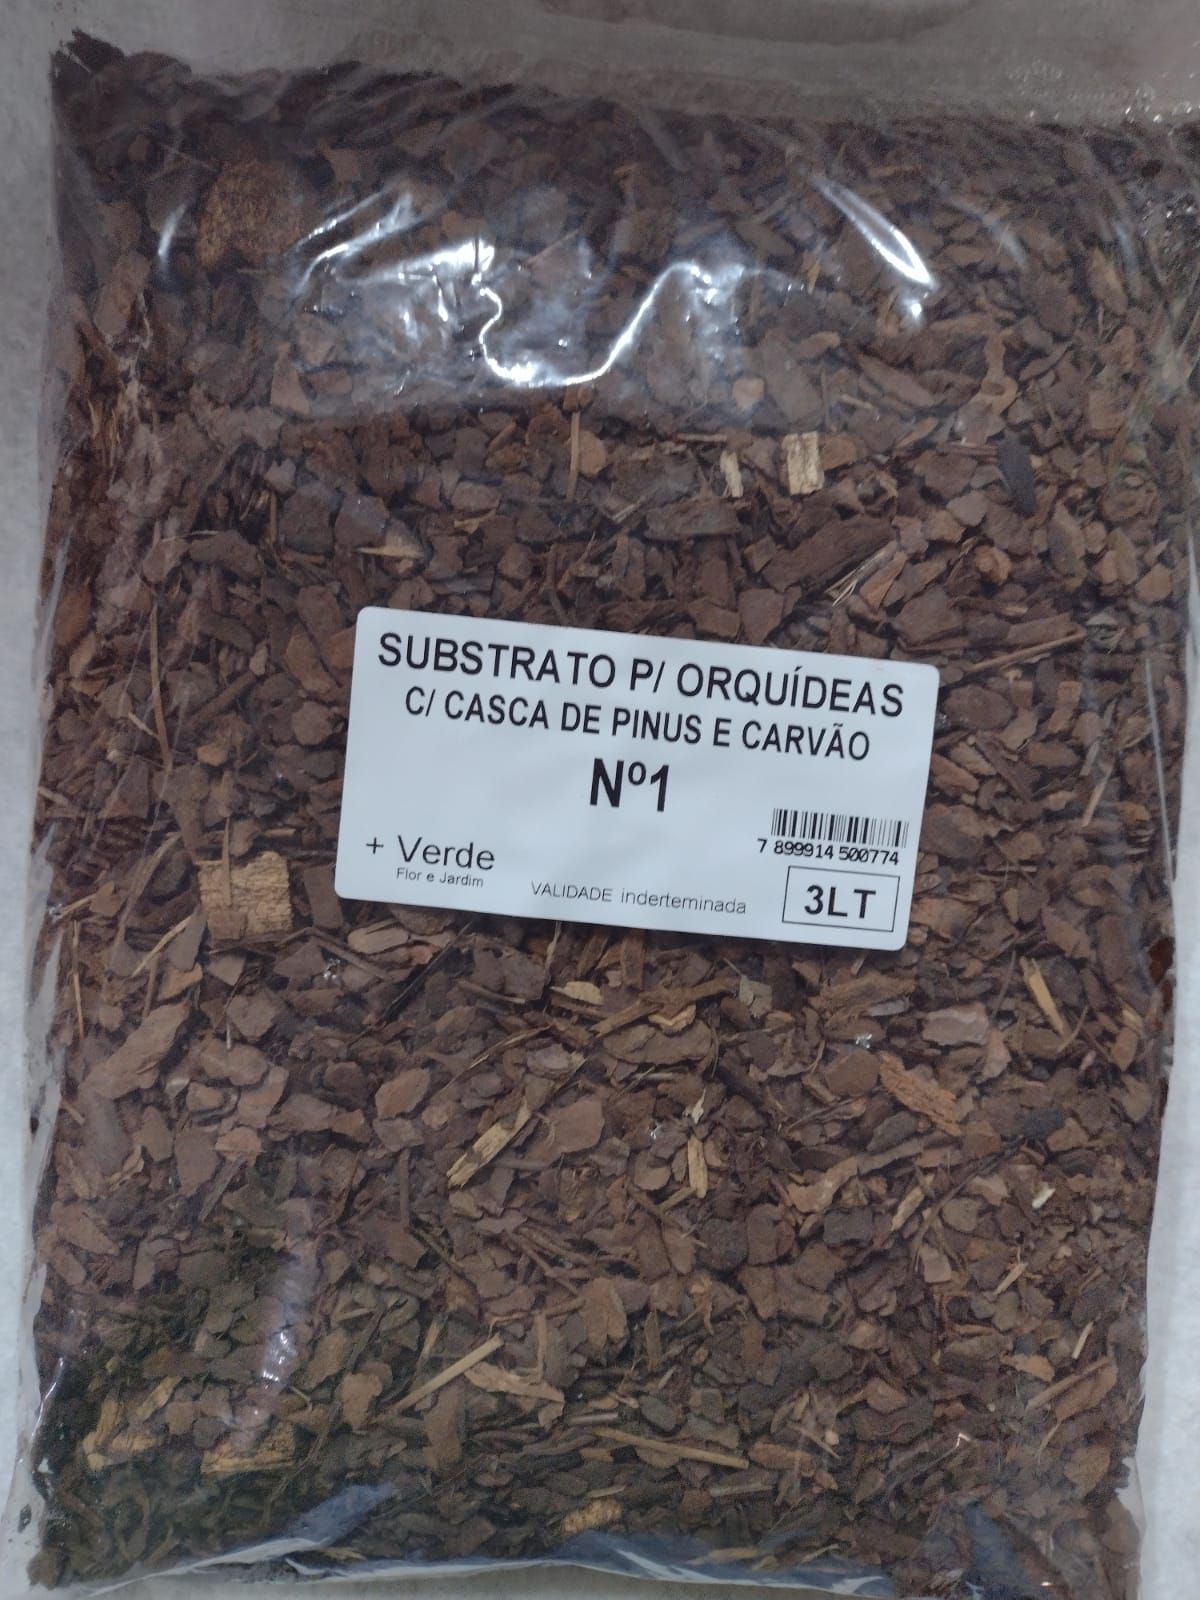 SUBSTRATO P/ ORQUÍDEAS
C/ CASCA DE PINUS E CARVÃO
Nº1
7 899914 500774
+ Verde
Flor e Jardim
VALIDADE inderteminada
3LT